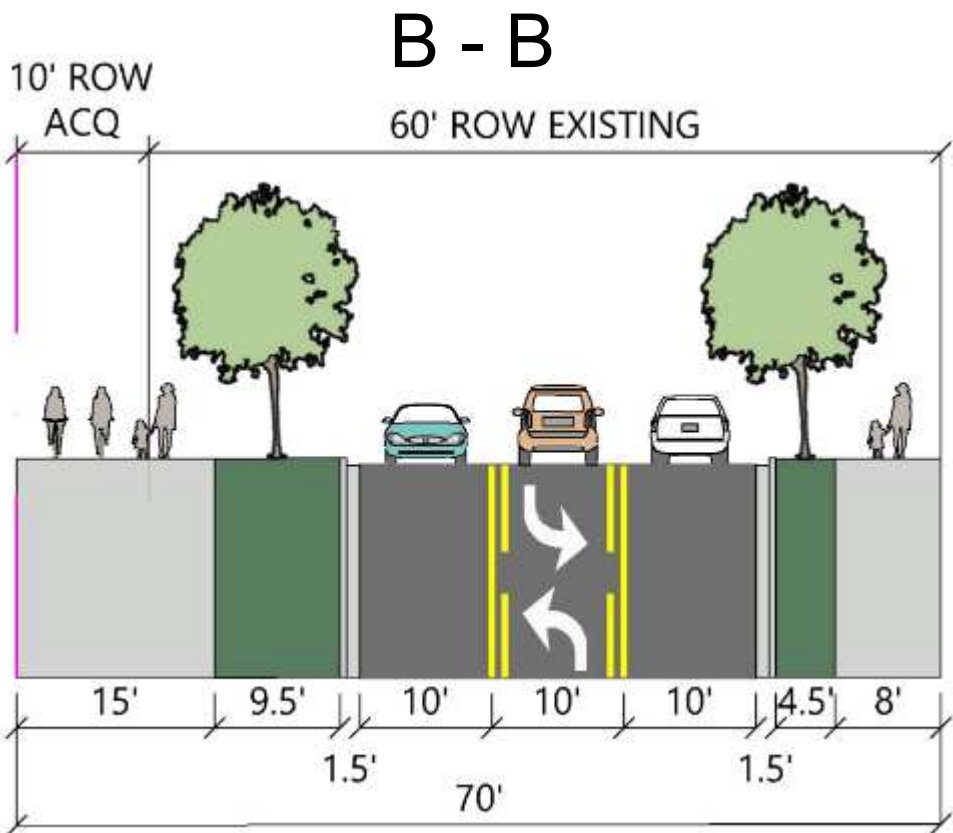 B - B
10' ROW
ACQ
60' ROW EXISTING
15' 9.5' 10' 10' 10' 4.5' 8'
1.5' 1.5'
70'